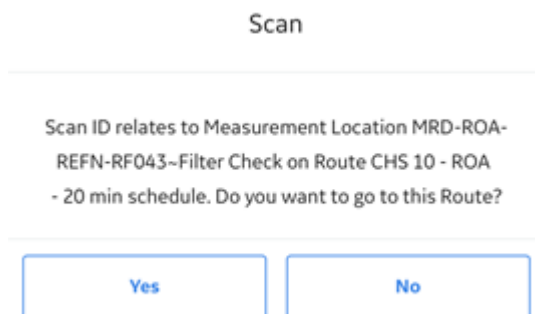 Scan
Scan ID relates to Measurement Location MRD-ROA-
REFN-RF043~Filter Check on Route CHS 10 - ROA
- 20 min schedule. Do you want to go to this Route?
Yes
No